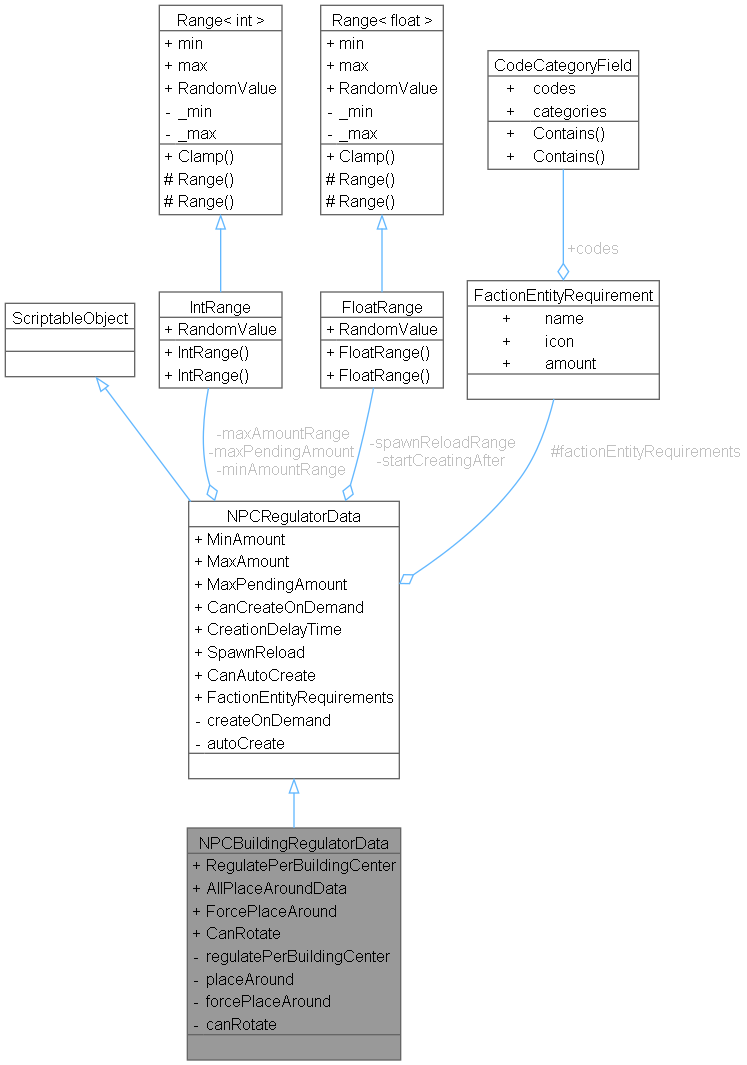 Range< int >
+ min
+ max
+ RandomValue
- _min
- _max
+ Clamp()
# Range()
# Range()
Range< float >
+ min
+ max
+ RandomValue
- _min
- _max
+ Clamp()
# Range()
# Range()
CodeCategoryField
+ codes
+ categories
+ Contains()
+ Contains()
+codes
ScriptableObject
IntRange
+ RandomValue
+ IntRange()
+ IntRange()
FloatRange
+ RandomValue
+ FloatRange()
+ FloatRange()
FactionEntityRequirement
+ name
+ icon
+ amount
-maxAmountRange
-maxPendingAmount
-minAmountRange
-spawnReloadRange
-startCreatingAfter
#factionEntityRequirements
NPCRegulatorData
+ MinAmount
+ MaxAmount
+ MaxPendingAmount
+ CanCreateOnDemand
+ CreationDelayTime
+ SpawnReload
+ CanAutoCreate
+ FactionEntityRequirements
- createOnDemand
- autoCreate
NPCBuildingRegulatorData
+ RegulatePerBuildingCenter
+ AllPlaceAroundData
+ ForcePlaceAround
+ CanRotate
- regulatePerBuildingCenter
- placeAround
- forcePlaceAround
- canRotate